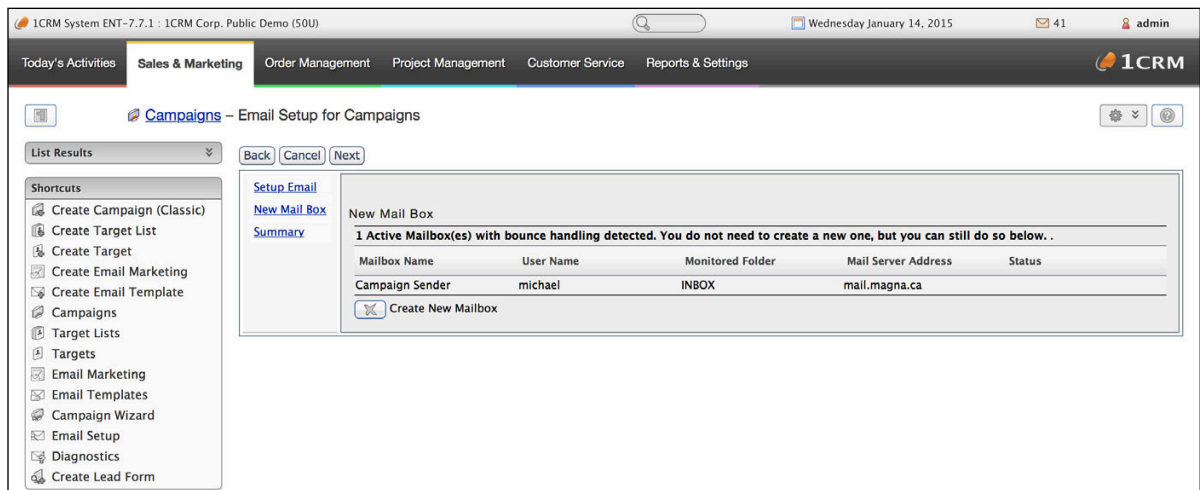 1CRM System ENT-7.7.1 : 1CRM Corp. Public Demo (50U) Wednesday January 14, 2015 41 admin
Today's Activities Sales & Marketing Order Management Project Management Customer Service Reports & Settings 1CRM
Campaigns – Email Setup for Campaigns
List Results
Back Cancel Next
Shortcuts
Create Campaign (Classic)
Create Target List
Create Target
Create Email Marketing
Create Email Template
Campaigns
Target Lists
Targets
Email Marketing
Email Templates
Campaign Wizard
Email Setup
Diagnostics
Create Lead Form
Setup Email
New Mail Box
Summary
New Mail Box
1 Active Mailbox(es) with bounce handling detected. You do not need to create a new one, but you can still do so below. .
Mailbox Name User Name Monitored Folder Mail Server Address Status
Campaign Sender michael INBOX mail.magna.ca
Create New Mailbox